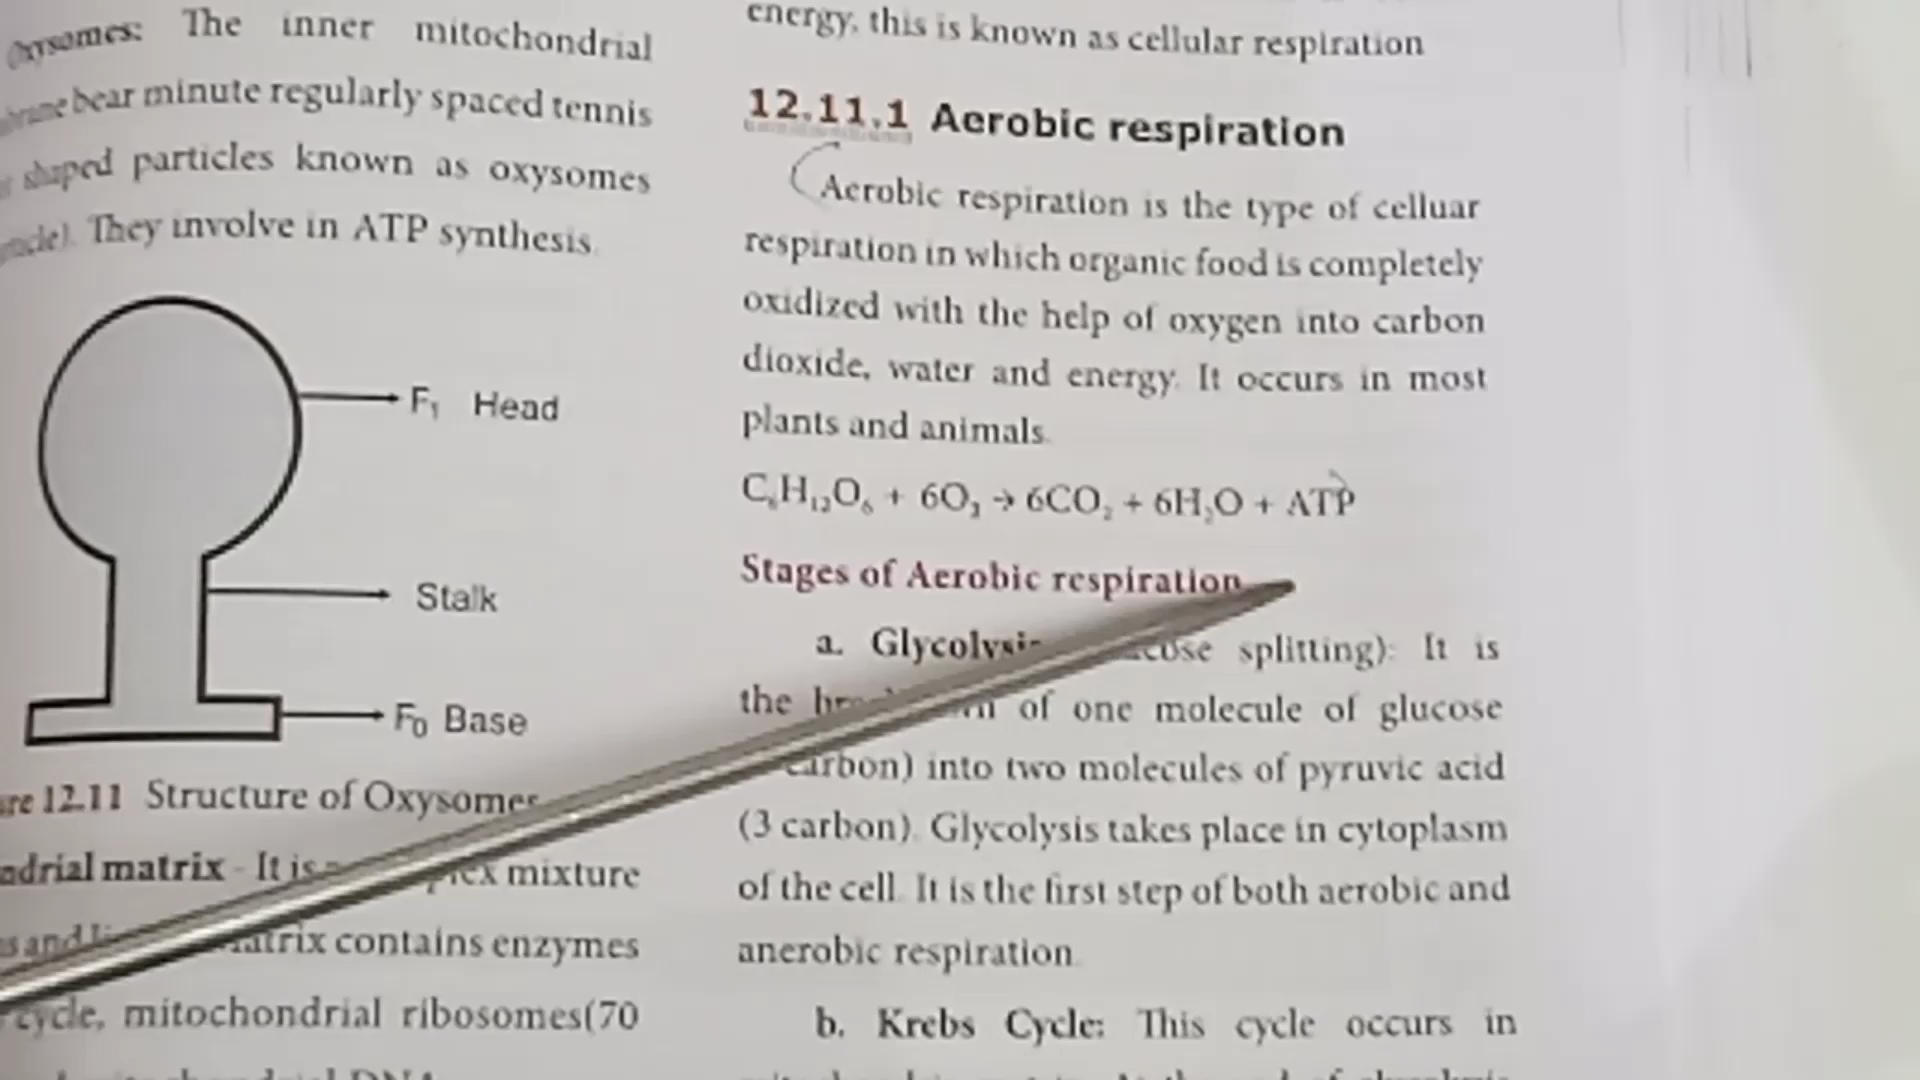 Oxysomes: The inner mitochondrial
bear minute regularly spaced tennis
shaped particles known as oxysomes
They involve in ATP synthesis.
F₁ Head
Stalk
F₀ Base
12.11 Structure of Oxysomes
matrix - It is mixture
and contains enzymes
cycle, mitochondrial ribosomes(70
energy, this is known as cellular respiration
12.11.1 Aerobic respiration
Aerobic respiration is the type of celluar
respiration in which organic food is completely
oxidized with the help of oxygen into carbon
dioxide, water and energy. It occurs in most
plants and animals.
C₆H₁₂O₆ + 6O₂ → 6CO₂ + 6H₂O + ATP
Stages of Aerobic respiration
a. Glycolysis splitting): It is
the of one molecule of glucose
carbon) into two molecules of pyruvic acid
(3 carbon). Glycolysis takes place in cytoplasm
of the cell. It is the first step of both aerobic and
anerobic respiration.
b. Krebs Cycle: This cycle occurs in